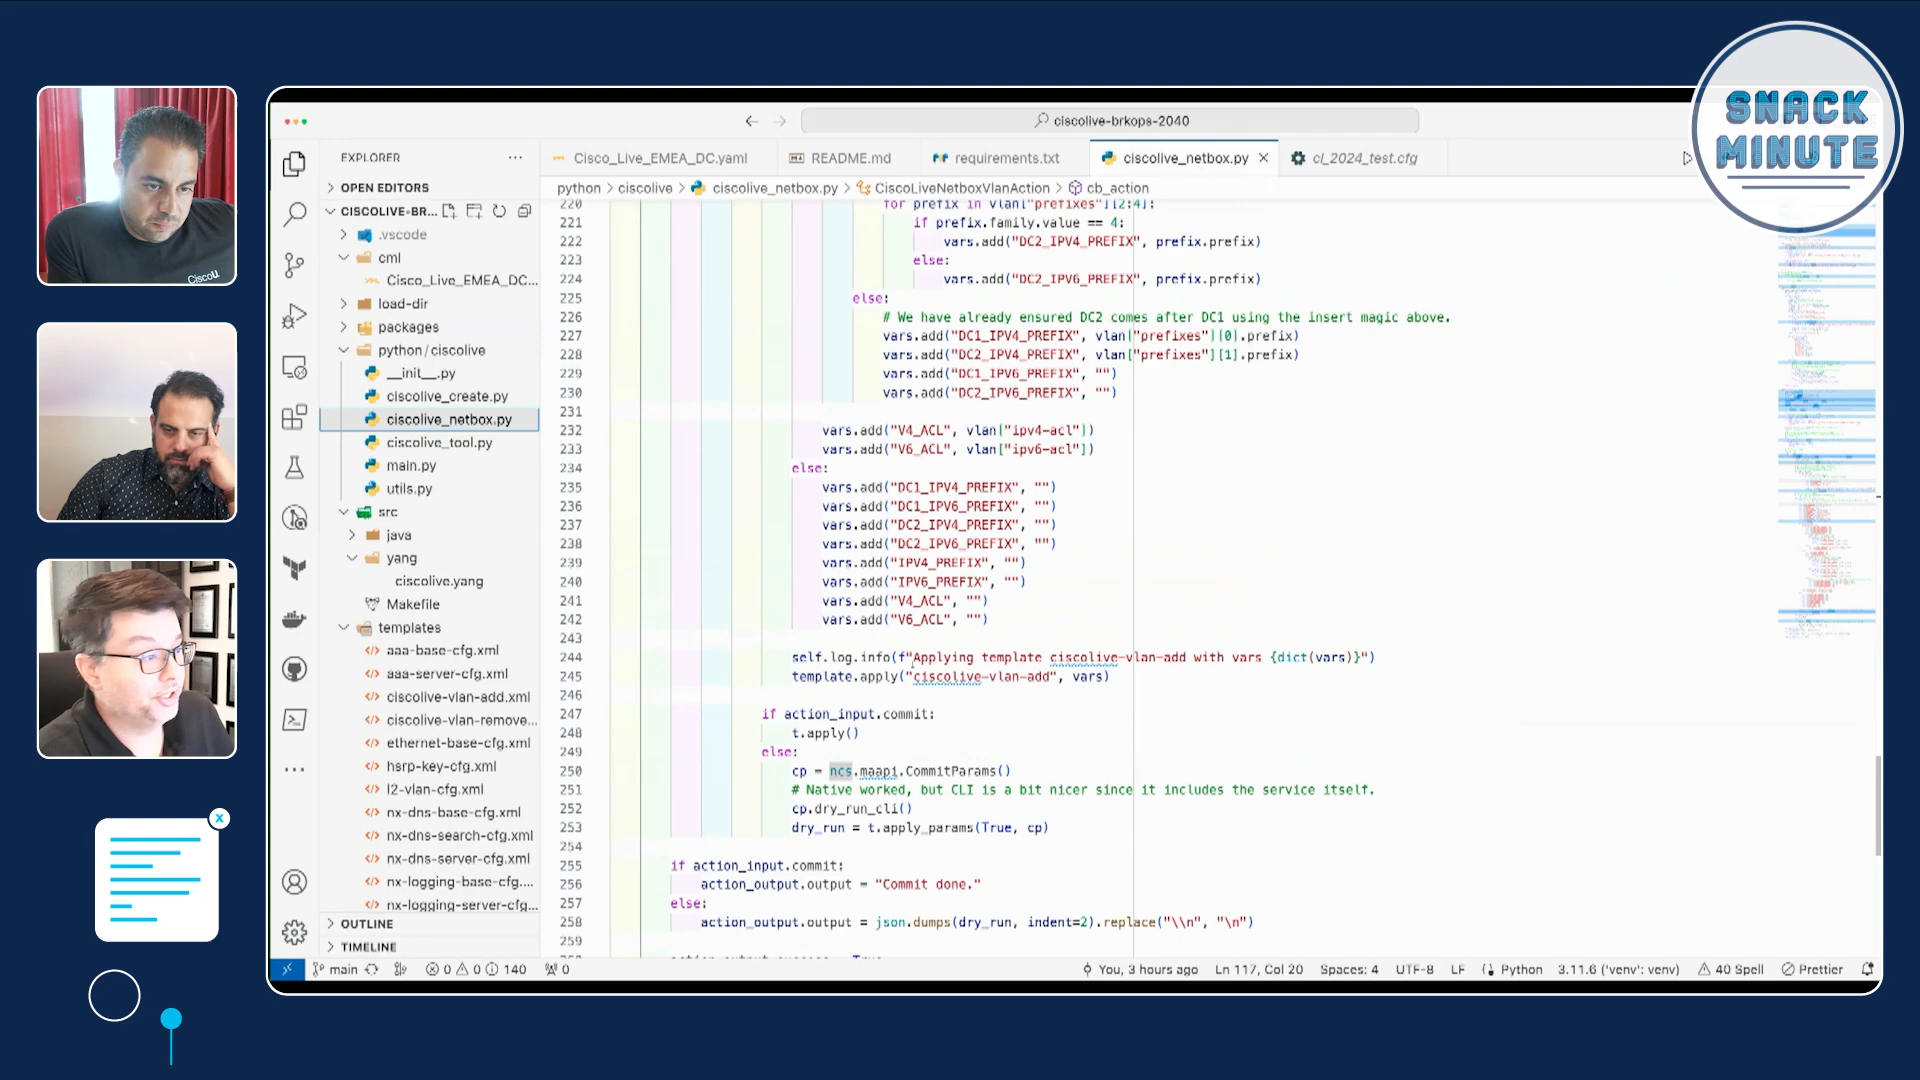 SNACK
MINUTE
CiscoU.
ciscolive-brkops-2040
EXPLORER
Cisco_Live_EMEA_DC.yaml
README.md
requirements.txt
ciscolive_netbox.py
cl_2024_test.cfg
python > ciscolive > ciscolive_netbox.py > CiscoLiveNetboxVlanAction > cb_action
OPEN EDITORS
CISCOLIVE-BR...
.vscode
cml
Cisco_Live_EMEA_DC...
load-dir
packages
python/ciscolive
__init__.py
ciscolive_create.py
ciscolive_netbox.py
ciscolive_tool.py
main.py
utils.py
src
java
yang
ciscolive.yang
Makefile
templates
aaa-base-cfg.xml
aaa-server-cfg.xml
ciscolive-vlan-add.xml
ciscolive-vlan-remove...
ethernet-base-cfg.xml
hsrp-key-cfg.xml
l2-vlan-cfg.xml
nx-dns-base-cfg.xml
nx-dns-search-cfg.xml
nx-dns-server-cfg.xml
nx-logging-base-cfg....
nx-logging-server-cfg...
OUTLINE
TIMELINE
220 for prefix in vlan["prefixes"][2:4]:
221 if prefix.family.value == 4:
222 vars.add("DC2_IPV4_PREFIX", prefix.prefix)
223 else:
224 vars.add("DC2_IPV6_PREFIX", prefix.prefix)
225 else:
226 # We have already ensured DC2 comes after DC1 using the insert magic above.
227 vars.add("DC1_IPV4_PREFIX", vlan["prefixes"][0].prefix)
228 vars.add("DC2_IPV4_PREFIX", vlan["prefixes"][1].prefix)
229 vars.add("DC1_IPV6_PREFIX", "")
230 vars.add("DC2_IPV6_PREFIX", "")
231
232 vars.add("V4_ACL", vlan["ipv4-acl"])
233 vars.add("V6_ACL", vlan["ipv6-acl"])
234 else:
235 vars.add("DC1_IPV4_PREFIX", "")
236 vars.add("DC1_IPV6_PREFIX", "")
237 vars.add("DC2_IPV4_PREFIX", "")
238 vars.add("DC2_IPV6_PREFIX", "")
239 vars.add("IPV4_PREFIX", "")
240 vars.add("IPV6_PREFIX", "")
241 vars.add("V4_ACL", "")
242 vars.add("V6_ACL", "")
243
244 self.log.info(f"Applying template ciscolive-vlan-add with vars {dict(vars)}")
245 template.apply("ciscolive-vlan-add", vars)
246
247 if action_input.commit:
248 t.apply()
249 else:
250 cp = ncs.maapi.CommitParams()
251 # Native worked, but CLI is a bit nicer since it includes the service itself.
252 cp.dry_run_cli()
253 dry_run = t.apply_params(True, cp)
254
255 if action_input.commit:
256 action_output.output = "Commit done."
257 else:
258 action_output.output = json.dumps(dry_run, indent=2).replace("\\n", "\n")
259
main
0 0 140
0
You, 3 hours ago
Ln 117, Col 20
Spaces: 4
UTF-8
LF
Python
3.11.6 ('venv': venv)
40 Spell
Prettier
x